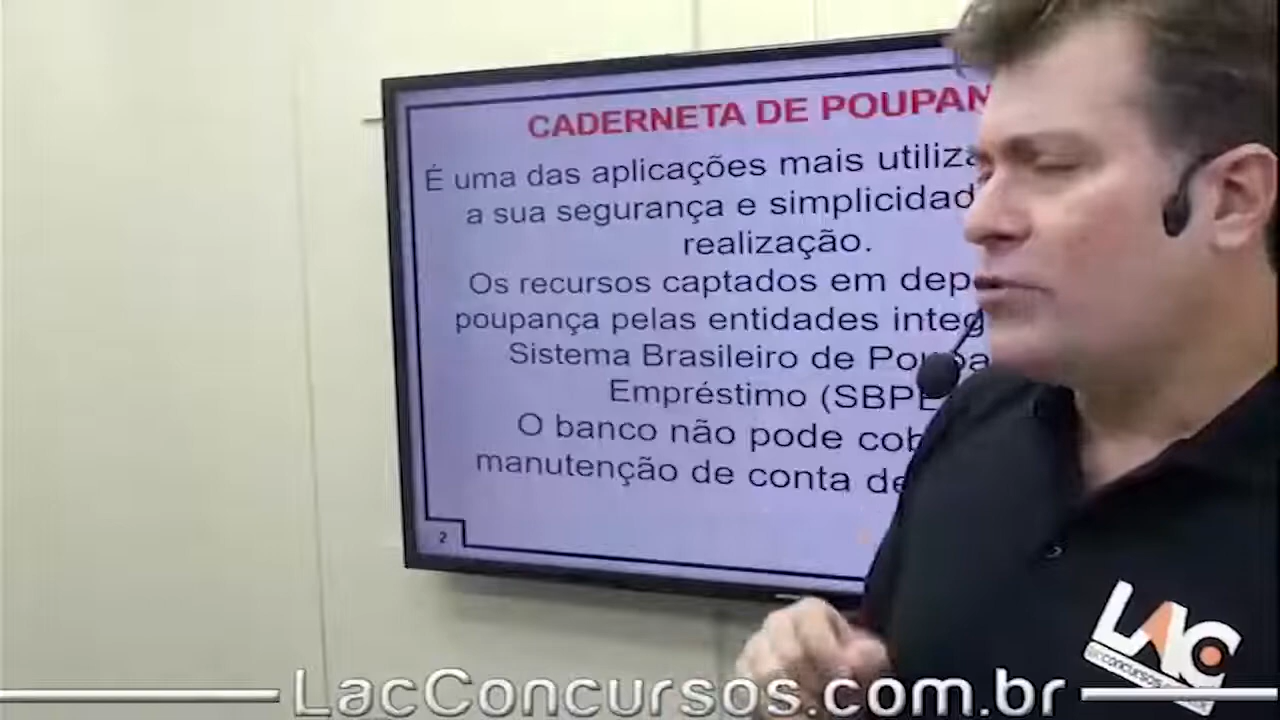 CADERNETA DE POUPAN
É uma das aplicações mais utiliza
a sua segurança e simplicidad
realização.
Os recursos captados em dep
poupança pelas entidades integ
Sistema Brasileiro de Poupa
Empréstimo (SBPE
O banco não pode cob
manutenção de conta de
2
LAC
LacConcursos.com.br